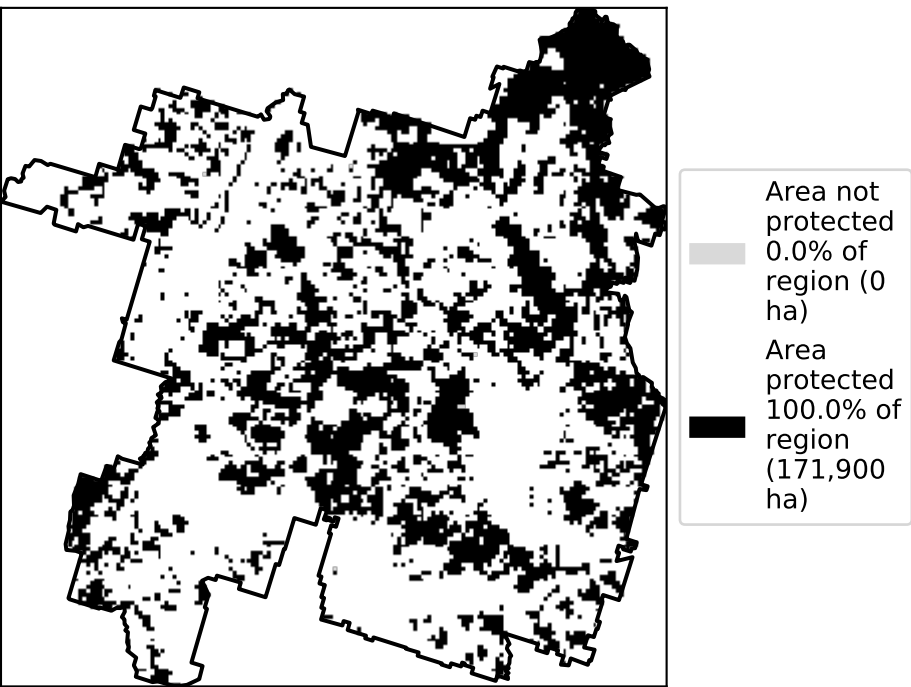 Area not
protected
0.0% of
region (0
ha)
Area
protected
100.0% of
region
(171,900
ha)